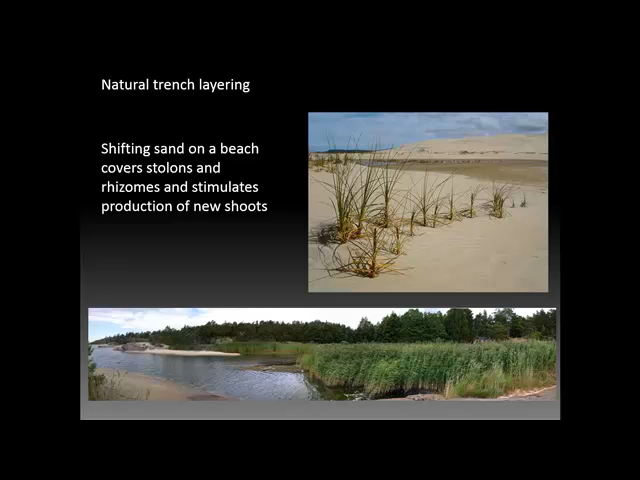 Natural trench layering
Shifting sand on a beach
covers stolons and
rhizomes and stimulates
production of new shoots